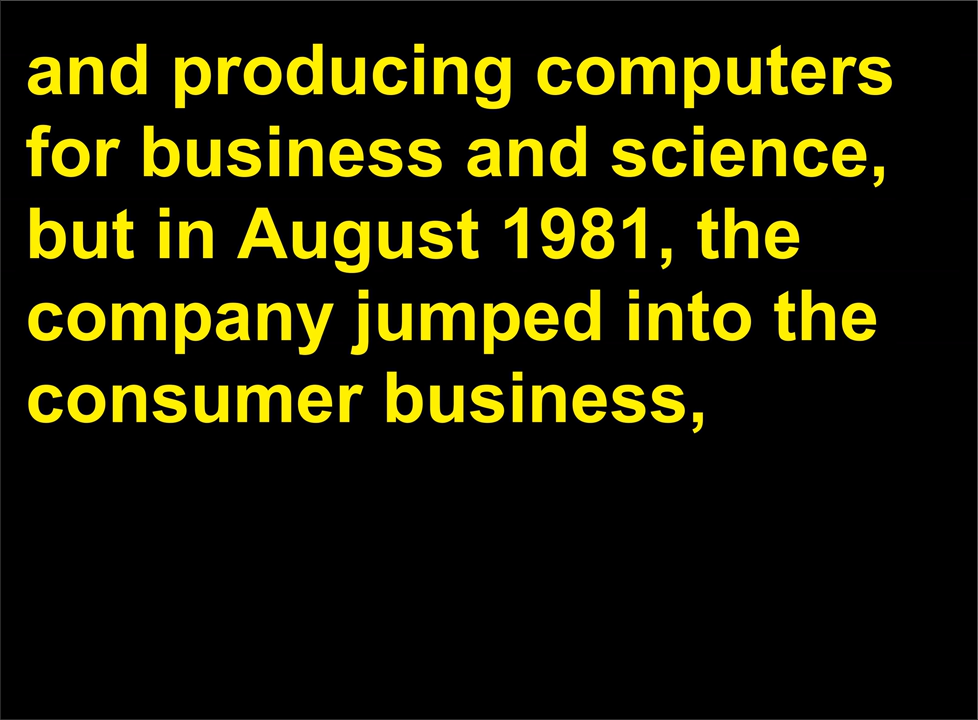 and producing computers
for business and science,
but in August 1981, the
company jumped into the
consumer business,